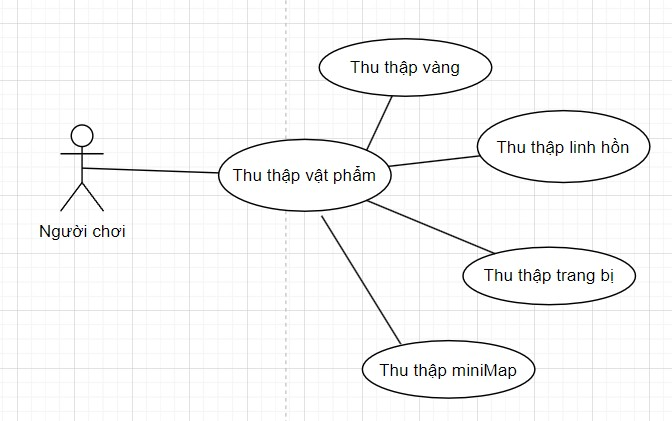 Thu thập vàng
Thu thập linh hồn
Thu thập vật phẩm
Người chơi
Thu thập trang bị
Thu thập miniMap